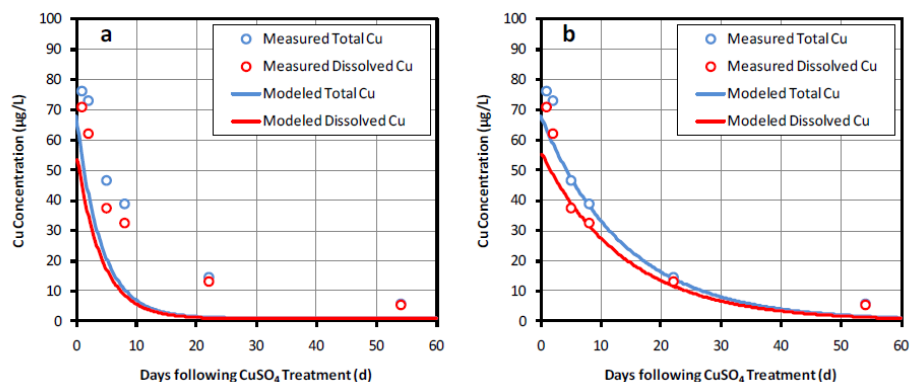 a
Measured Total Cu
Measured Dissolved Cu
Modeled Total Cu
Modeled Dissolved Cu
100
90
80
70
60
50
40
30
20
10
0
Cu Concentration (µg/L)
0 10 20 30 40 50 60
Days following CuSO₄ Treatment (d)
b
Measured Total Cu
Measured Dissolved Cu
Modeled Total Cu
Modeled Dissolved Cu
100
90
80
70
60
50
40
30
20
10
0
Cu Concentration (µg/L)
0 10 20 30 40 50 60
Days following CuSO₄ Treatment (d)